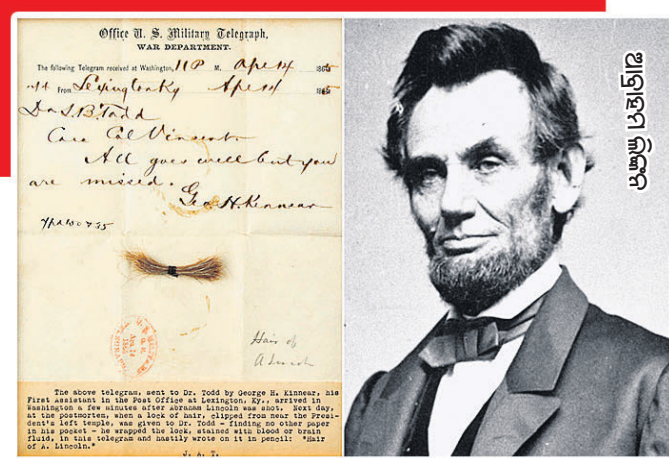 Office U. S. Military Telegraph,
WAR DEPARTMENT.
The following Telegram received at Washington, 11 P M. Apr 14 1865
From Lexington Ky Apr 14 1865
Dr L. B. Todd
Care Col Vincent
All goes well but you
are missed.
Geo. H. Kinnear
Hair of
A Lincoln
The above telegram, sent to Dr. Todd by George H. Kinnear, his
First Assistant in the Post Office at Lexington, Ky., arrived in
Washington a few minutes after Abraham Lincoln was shot. Next day,
at the postmortem, when a lock of hair, clipped from near the Presi-
dent's left temple, was given to Dr. Todd - finding no other paper
in his pocket - he wrapped the lock, stained with blood or brain
fluid, in this telegram and hastily wrote on it in pencil: "Hair
of A. Lincoln."
J. A. T.
ଆବ୍ରାହମ ଲିଙ୍କନ